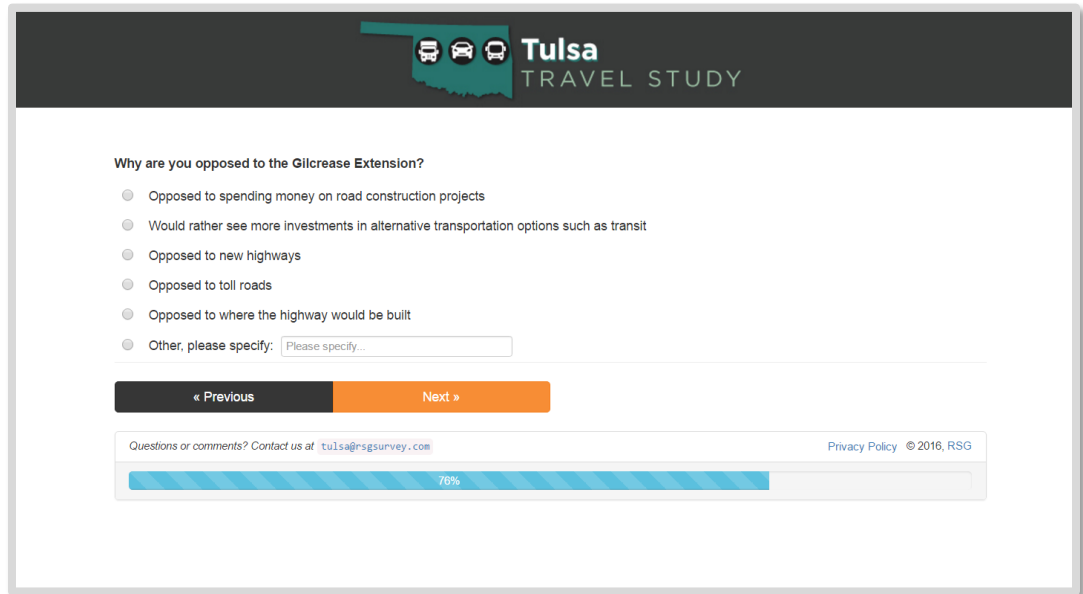 Tulsa
TRAVEL STUDY
Why are you opposed to the Gilcrease Extension?
Opposed to spending money on road construction projects
Would rather see more investments in alternative transportation options such as transit
Opposed to new highways
Opposed to toll roads
Opposed to where the highway would be built
Other, please specify: Please specify...
« Previous Next »
Questions or comments? Contact us at tulsa@rsgsurvey.com Privacy Policy © 2016, RSG
76%